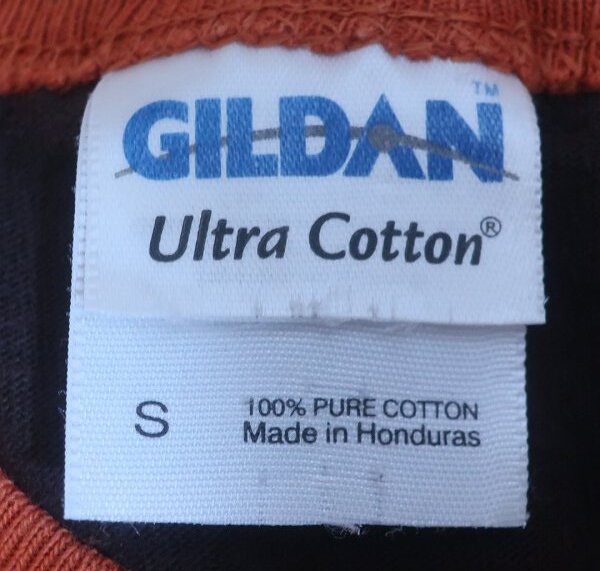 GILDAN™
Ultra Cotton®
S
100% PURE COTTON
Made in Honduras